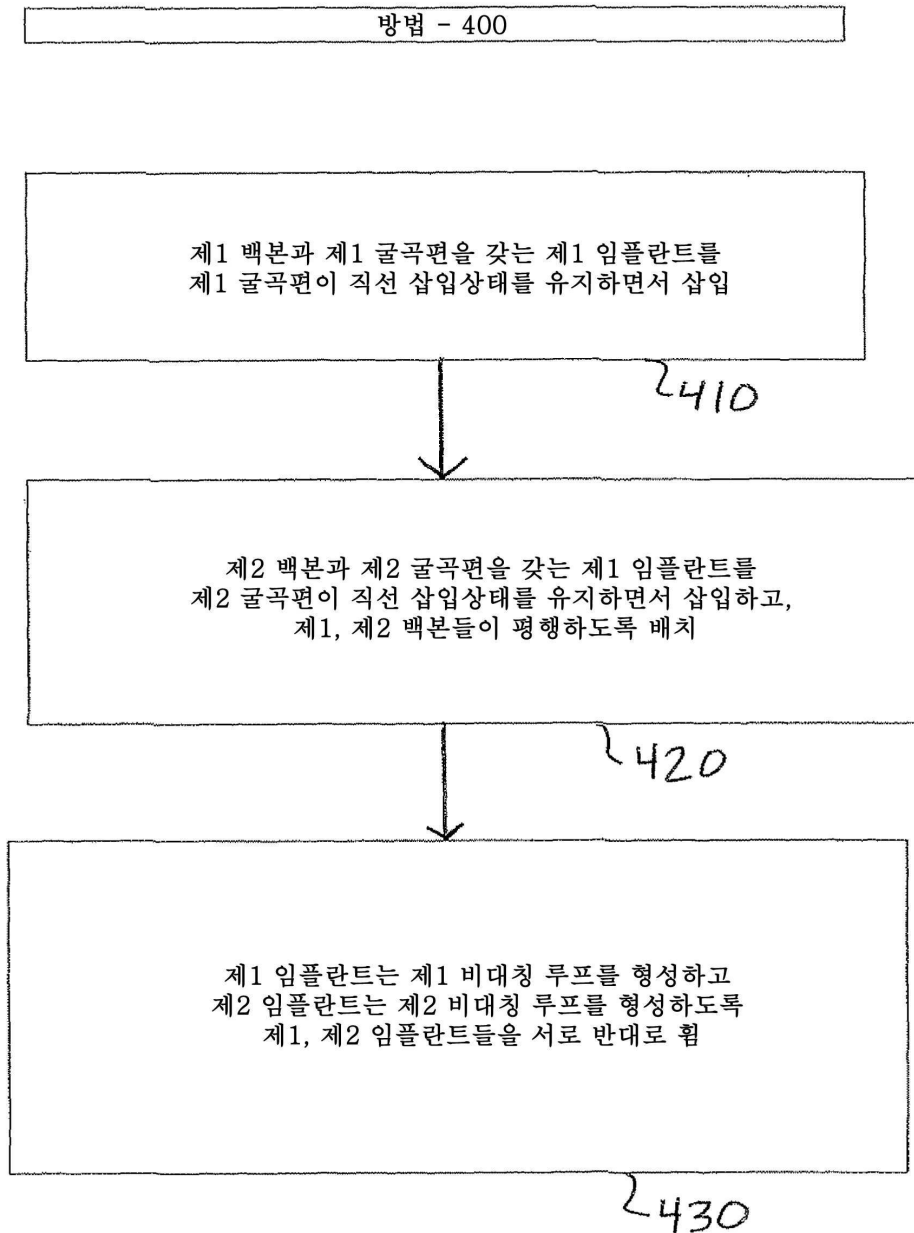 방법 - 400
제1 백본과 제1 굴곡편을 갖는 제1 임플란트를
제1 굴곡편이 직선 삽입상태를 유지하면서 삽입
410
제2 백본과 제2 굴곡편을 갖는 제1 임플란트를
제2 굴곡편이 직선 삽입상태를 유지하면서 삽입하고,
제1, 제2 백본들이 평행하도록 배치
420
제1 임플란트는 제1 비대칭 루프를 형성하고
제2 임플란트는 제2 비대칭 루프를 형성하도록
제1, 제2 임플란트들을 서로 반대로 휨
430